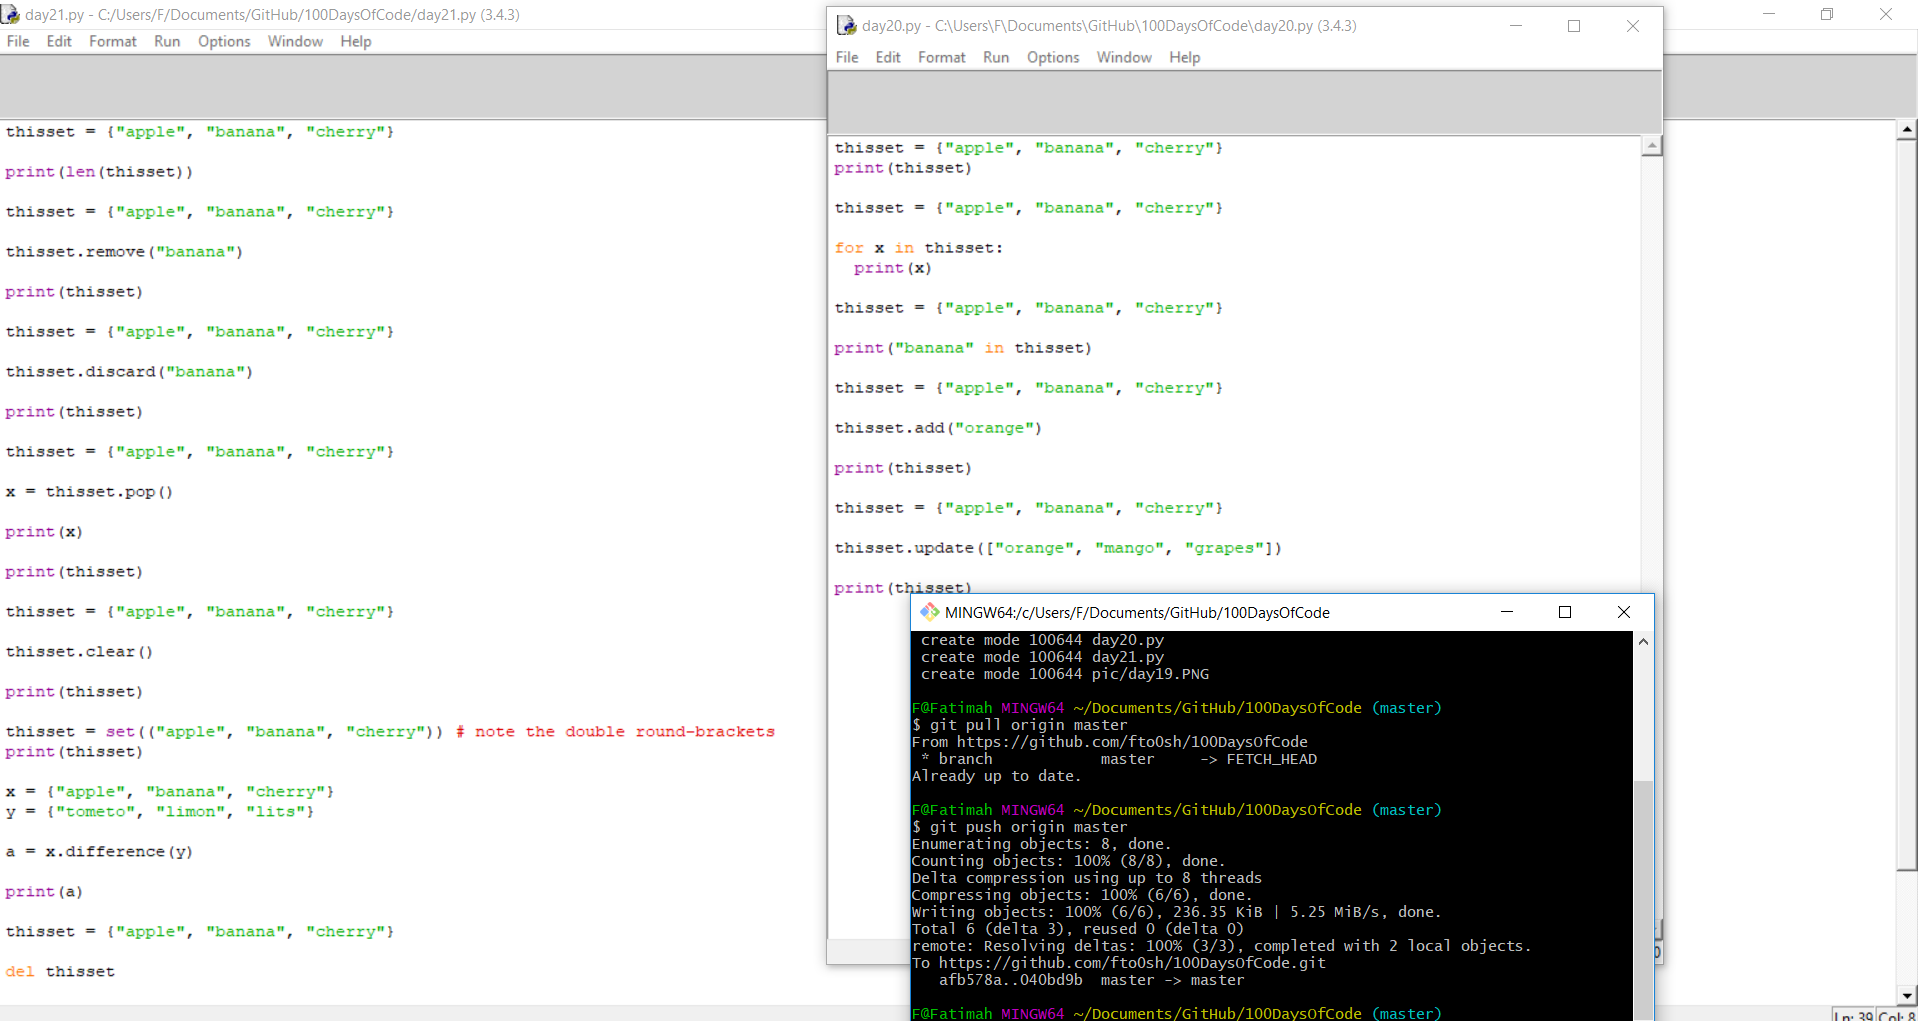 day21.py - C:/Users/F/Documents/GitHub/100DaysOfCode/day21.py (3.4.3)
File Edit Format Run Options Window Help
thisset = {"apple", "banana", "cherry"}
print(len(thisset))
thisset = {"apple", "banana", "cherry"}
thisset.remove("banana")
print(thisset)
thisset = {"apple", "banana", "cherry"}
thisset.discard("banana")
print(thisset)
thisset = {"apple", "banana", "cherry"}
x = thisset.pop()
print(x)
print(thisset)
thisset = {"apple", "banana", "cherry"}
thisset.clear()
print(thisset)
thisset = set(("apple", "banana", "cherry")) # note the double round-brackets
print(thisset)
x = {"apple", "banana", "cherry"}
y = {"tometo", "limon", "lits"}
a = x.difference(y)
print(a)
thisset = {"apple", "banana", "cherry"}
del thisset
Ln: 39 Col: 8
day20.py - C:\Users\F\Documents\GitHub\100DaysOfCode\day20.py (3.4.3)
File Edit Format Run Options Window Help
thisset = {"apple", "banana", "cherry"}
print(thisset)
thisset = {"apple", "banana", "cherry"}
for x in thisset:
  print(x)
thisset = {"apple", "banana", "cherry"}
print("banana" in thisset)
thisset = {"apple", "banana", "cherry"}
thisset.add("orange")
print(thisset)
thisset = {"apple", "banana", "cherry"}
thisset.update(["orange", "mango", "grapes"])
print(thisset)
MINGW64:/c/Users/F/Documents/GitHub/100DaysOfCode
create mode 100644 day20.py
create mode 100644 day21.py
create mode 100644 pic/day19.PNG
F@Fatimah MINGW64 ~/Documents/GitHub/100DaysOfCode (master)
$ git pull origin master
From https://github.com/fto0sh/100DaysOfCode
 * branch            master     -> FETCH_HEAD
Already up to date.
F@Fatimah MINGW64 ~/Documents/GitHub/100DaysOfCode (master)
$ git push origin master
Enumerating objects: 8, done.
Counting objects: 100% (8/8), done.
Delta compression using up to 8 threads
Compressing objects: 100% (6/6), done.
Writing objects: 100% (6/6), 236.35 KiB | 5.25 MiB/s, done.
Total 6 (delta 3), reused 0 (delta 0)
remote: Resolving deltas: 100% (3/3), completed with 2 local objects.
To https://github.com/fto0sh/100DaysOfCode.git
   afb578a..040bd9b  master -> master
F@Fatimah MINGW64 ~/Documents/GitHub/100DaysOfCode (master)